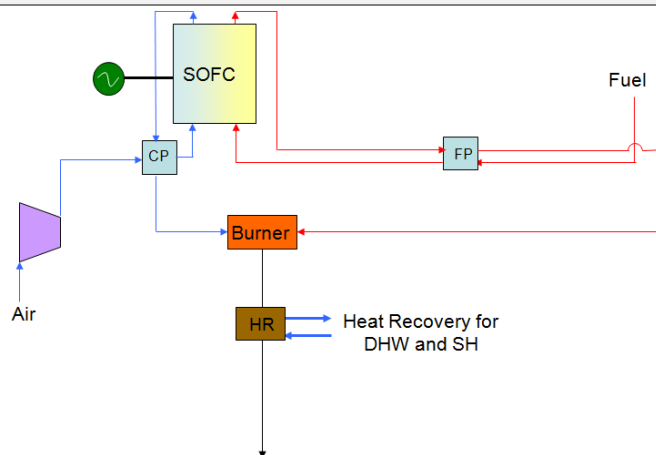 SOFC
Fuel
CP
FP
Burner
Air
HR
Heat Recovery for
DHW and SH